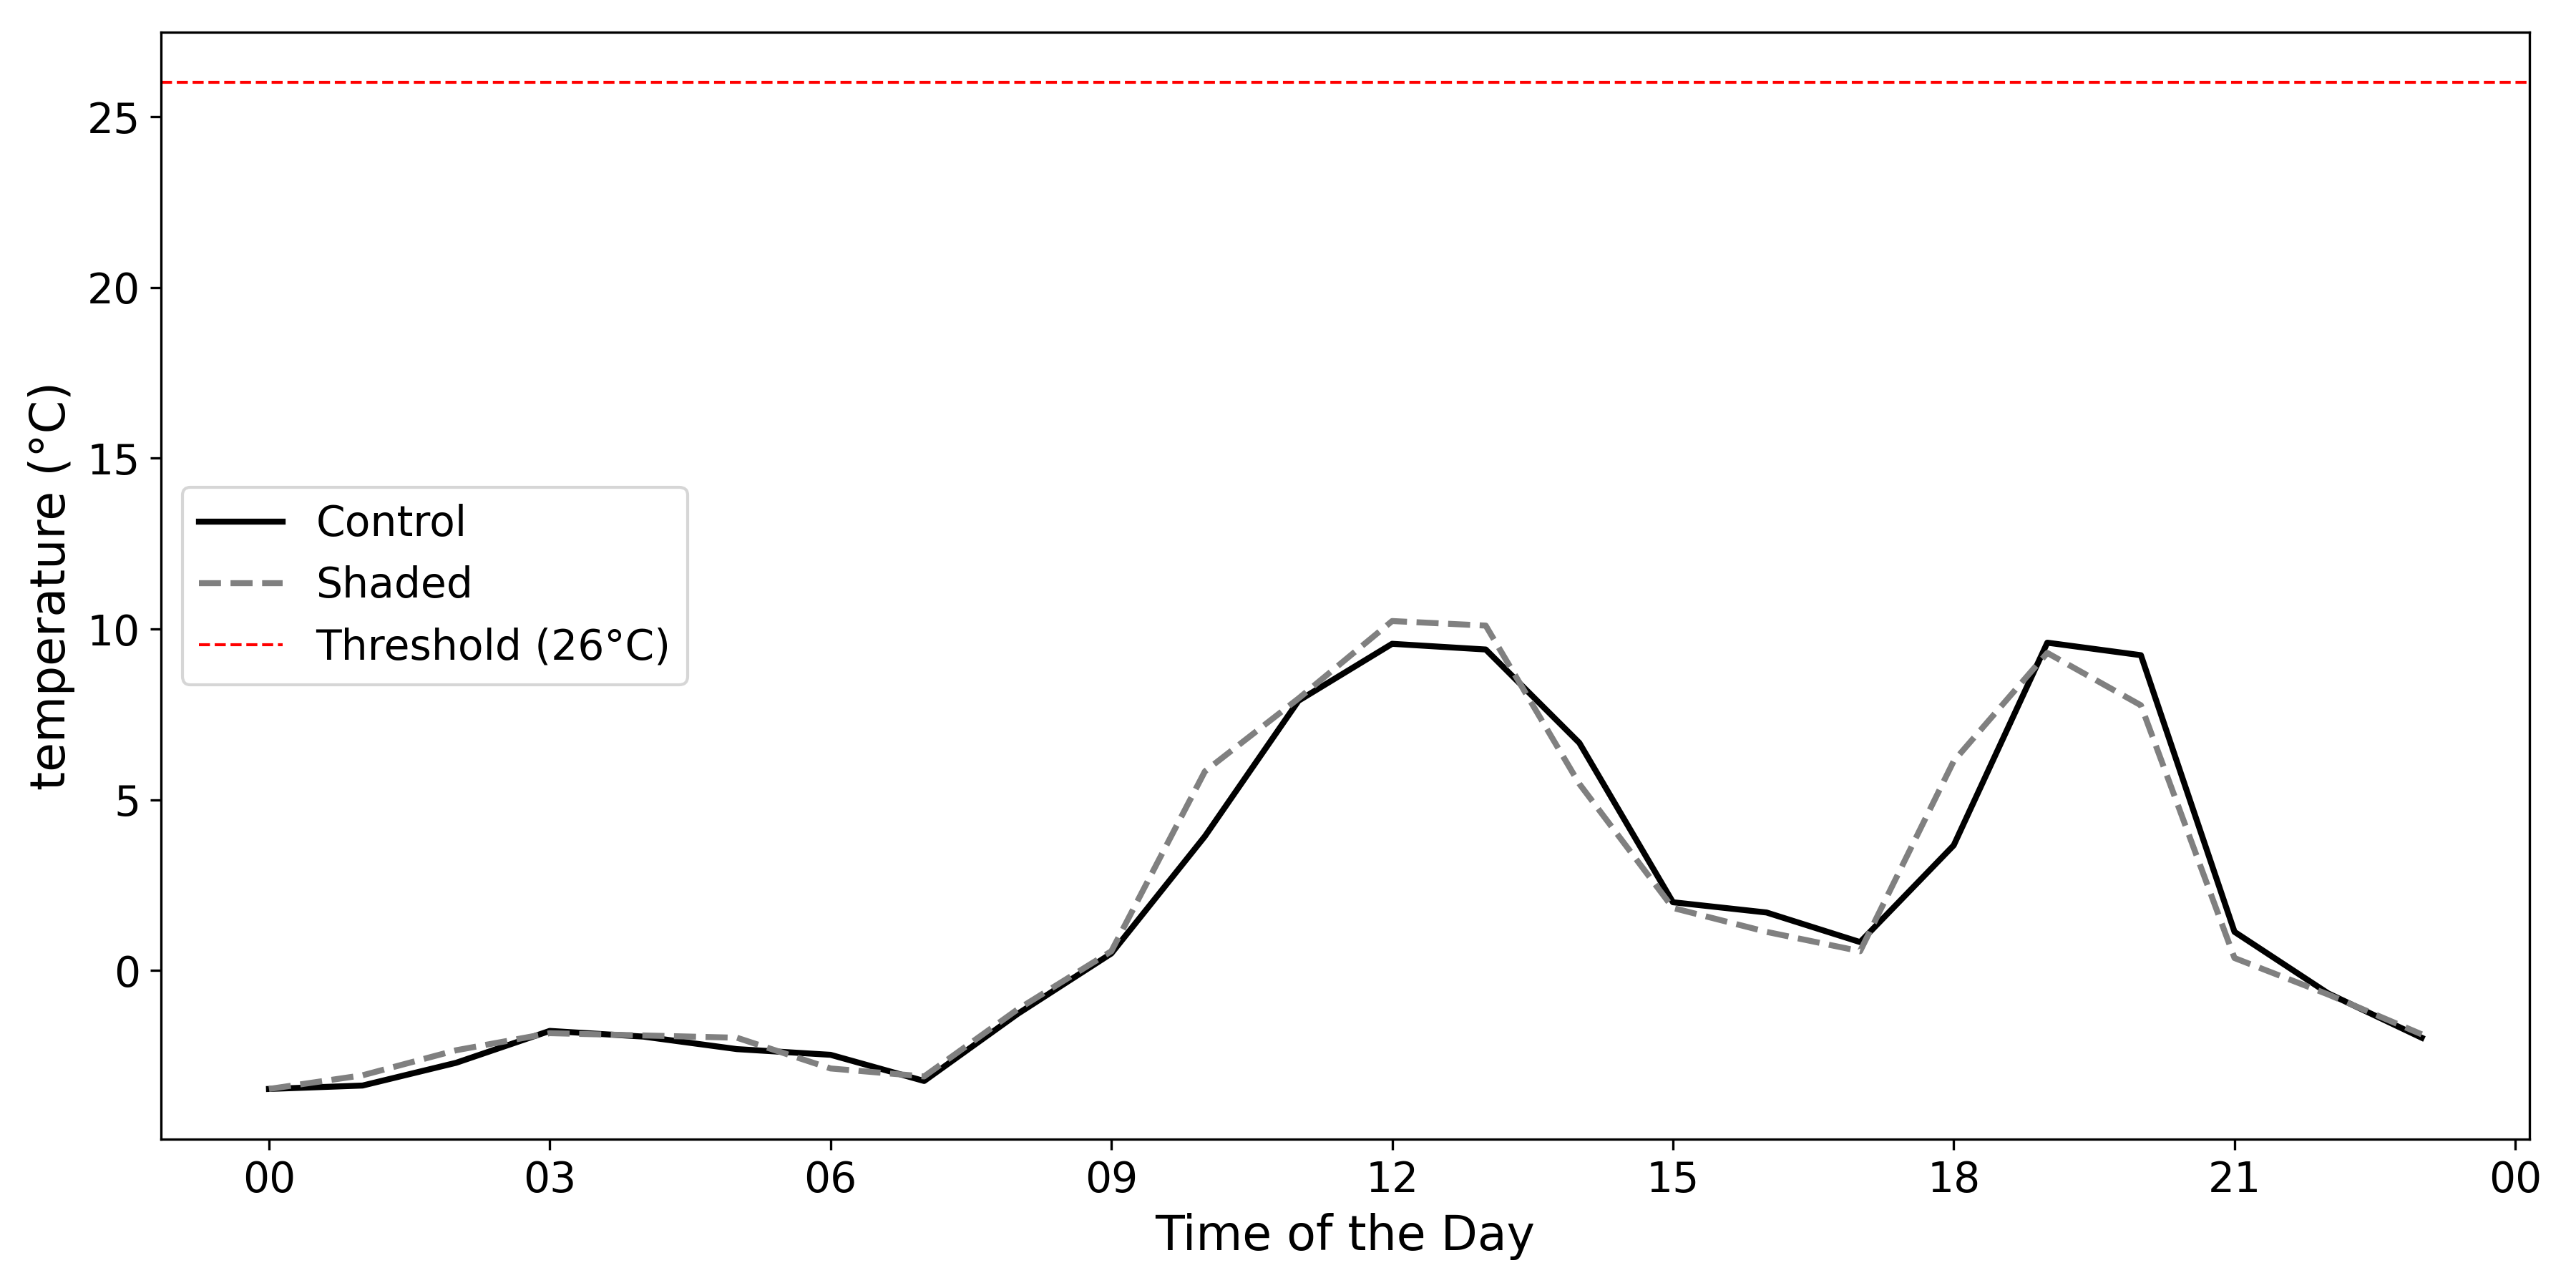 25
20
15
10
5
0
temperature (°C)
Control
Shaded
Threshold (26°C)
00 03 06 09 12 15 18 21 00
Time of the Day